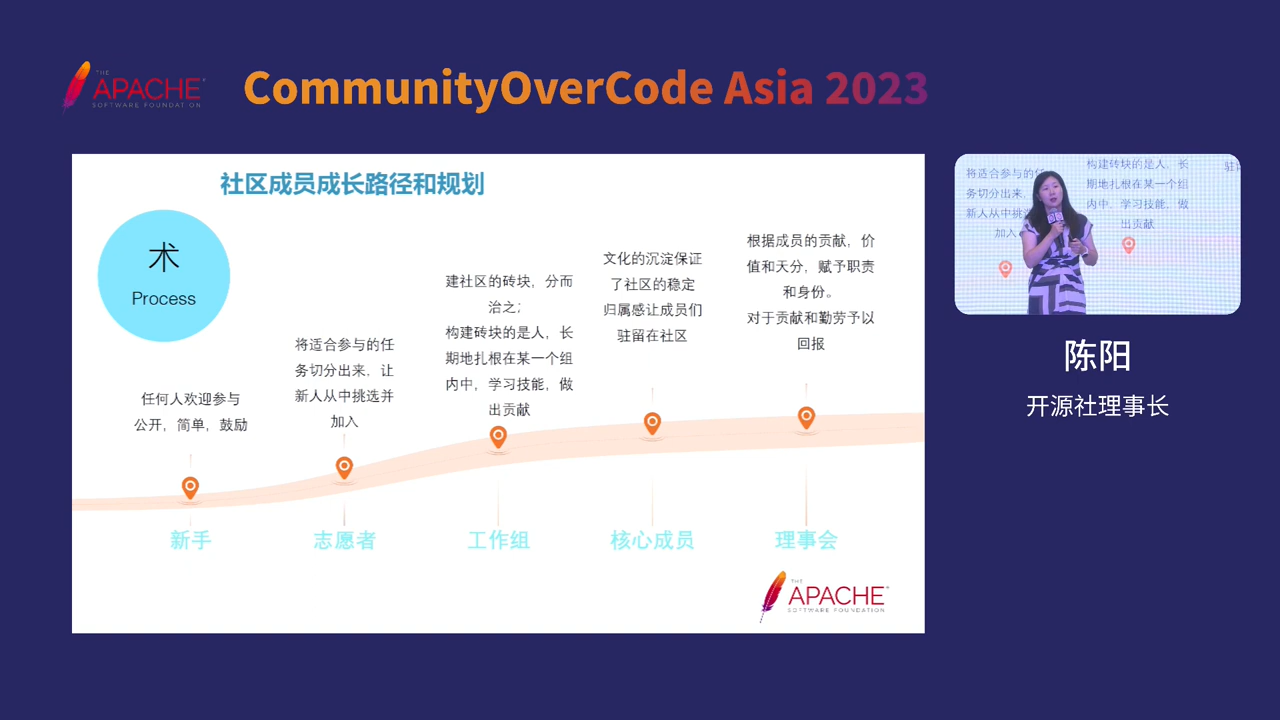 THE
APACHE
SOFTWARE FOUNDATION
CommunityOverCode Asia 2023
社区成员成长路径和规划
术
Process
任何人欢迎参与
公开，简单，鼓励
将适合参与的任
务切分出来，让
新人从中挑选并
加入
建社区的砖块，分而
治之；
构建砖块的是人，长
期地扎根在某一个组
内中，学习技能，做
出贡献
文化的沉淀保证
了社区的稳定
归属感让成员们
驻留在社区
根据成员的贡献，价
值和天分，赋予职责
和身份。
对于贡献和勤劳予以
回报
新手
志愿者
工作组
核心成员
理事会
THE
APACHE
SOFTWARE FOUNDATION
将适合参与的任
务切分出来，
新人从中挑选
加入
构建砖块的是人，长
期地扎根在某一个组
内中，学习技能，做
出贡献
陈阳
开源社理事长